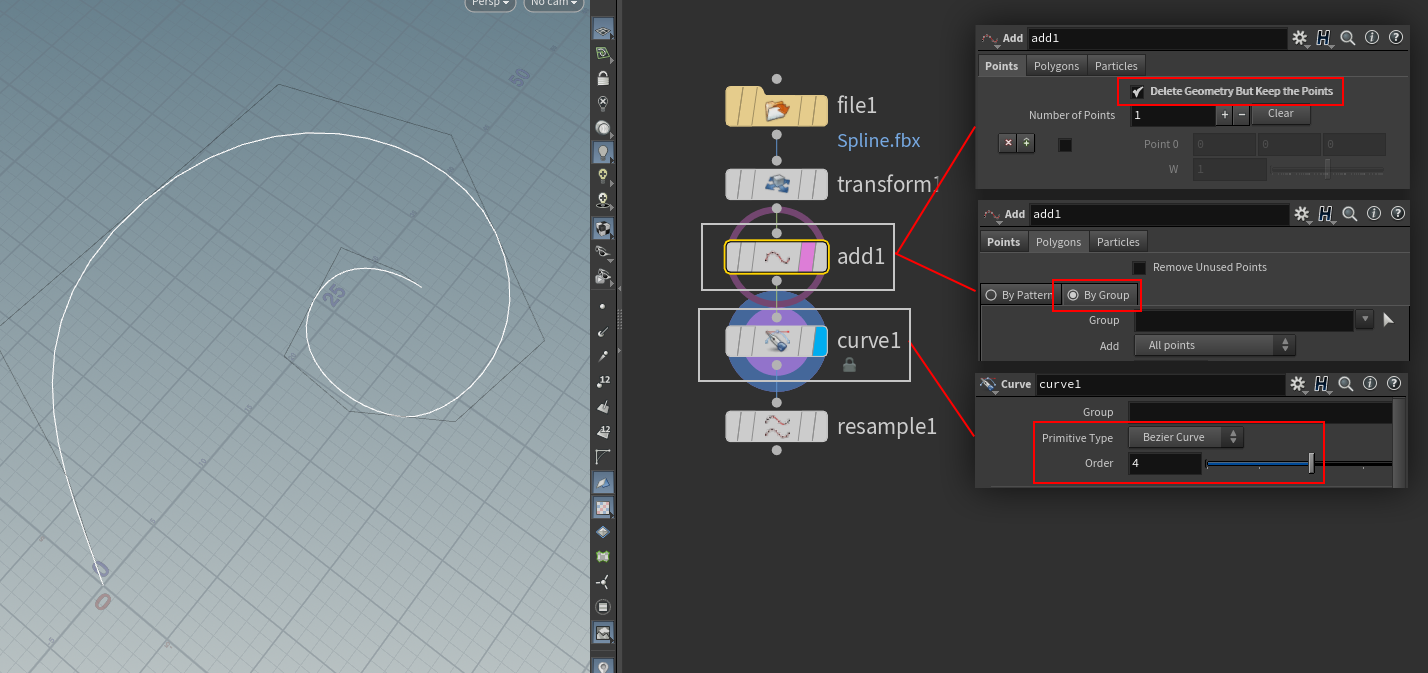 Persp
No cam
50
25
0
0
12
12
file1
Spline.fbx
transform1
add1
curve1
resample1
Add add1
Points Polygons Particles
Delete Geometry But Keep the Points
Number of Points 1 + − Clear
Point 0 0 0 0
W 1
Add add1
Points Polygons Particles
Remove Unused Points
By Pattern By Group
Group
Add All points
Curve curve1
Group
Primitive Type Bezier Curve
Order 4